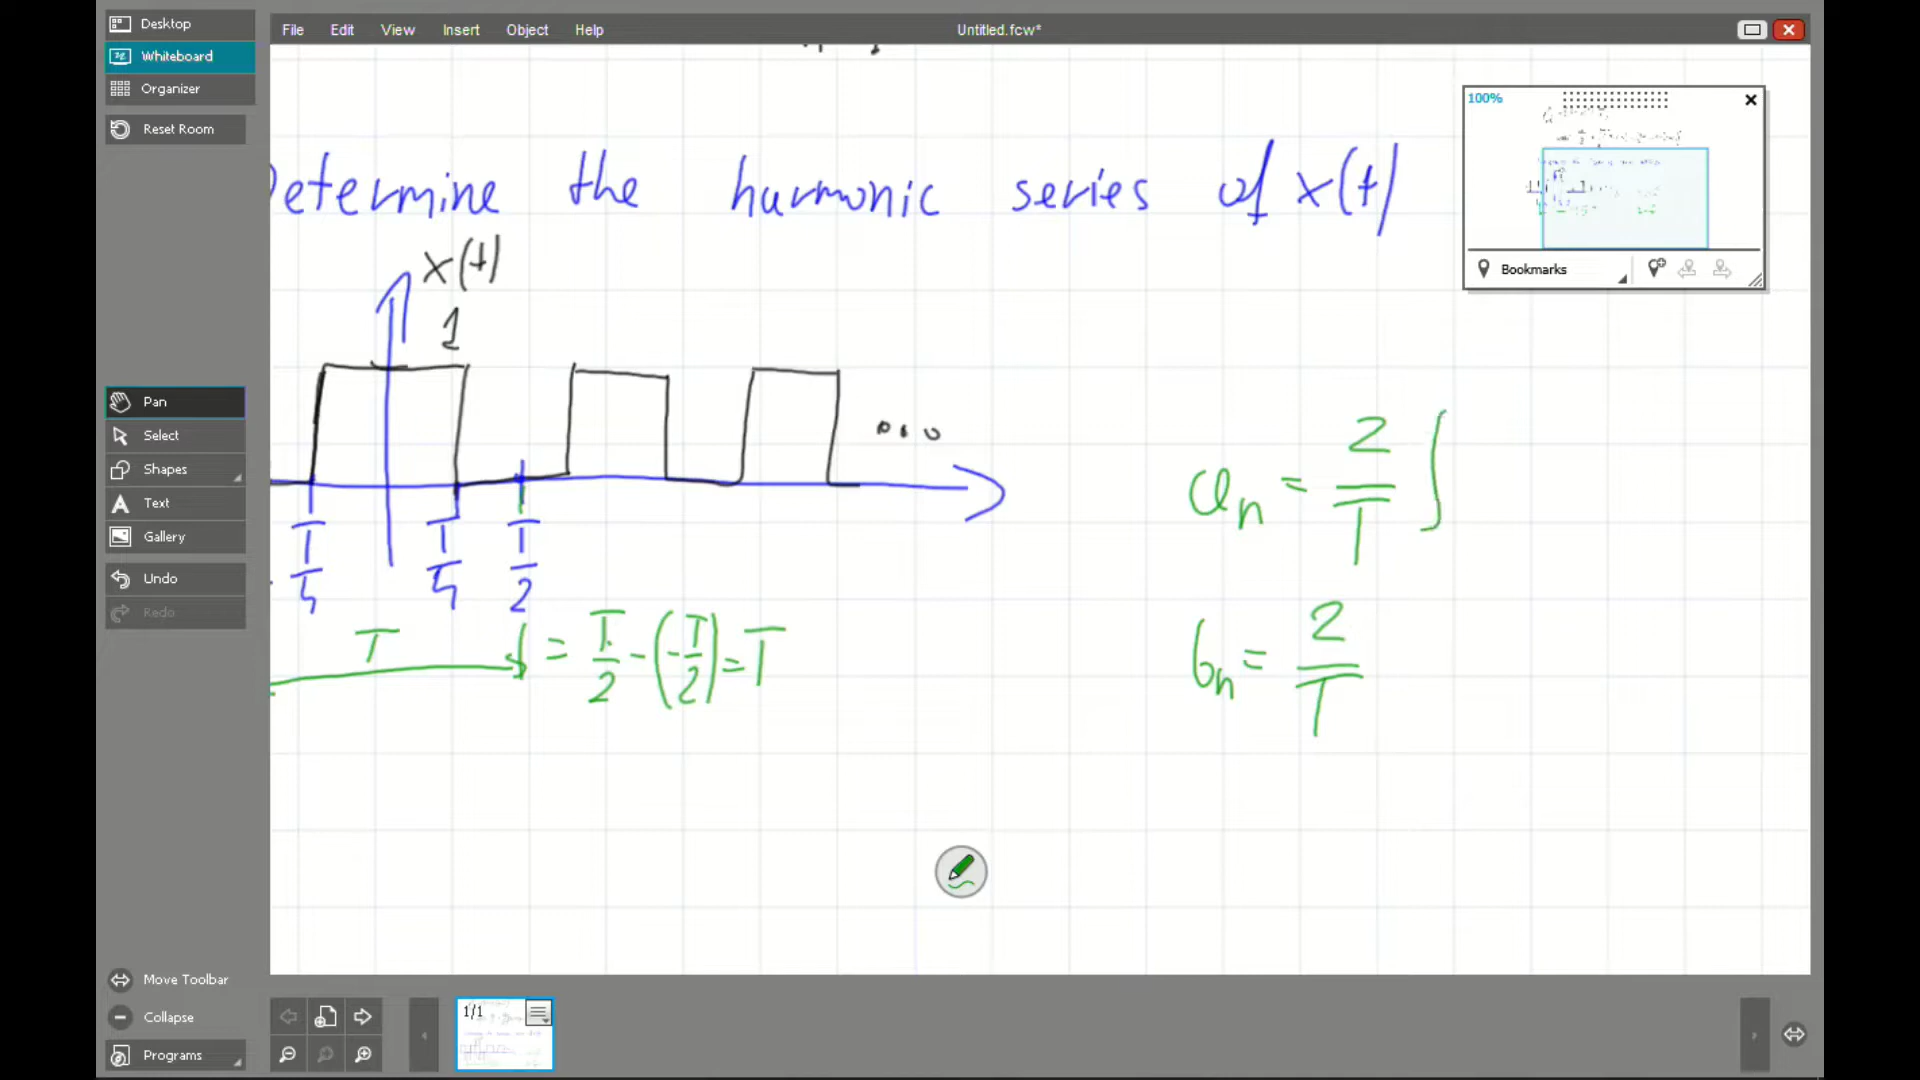 Desktop
Whiteboard
Organizer
Reset Room
File Edit View Insert Object Help
Untitled.fcw*
100%
Bookmarks
Determine the harmonic series of x(t)
x(t)
1
...
T/4 T/4 T/2
T = T/2 - (-T/2) = T
an = 2/T ∫
bn = 2/T
Pan
Select
Shapes
Text
Gallery
Undo
Redo
Move Toolbar
Collapse
Programs
1/1